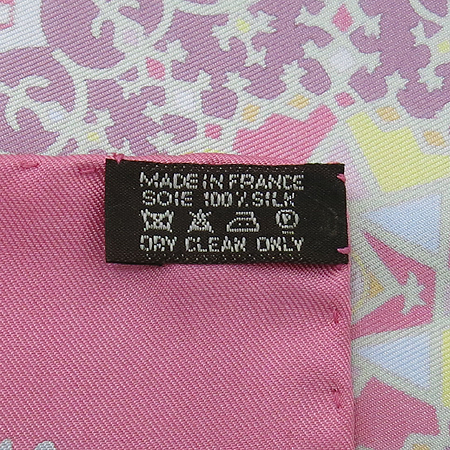 MADE IN FRANCE
SOIE 100% SILK
DRY CLEAN ONLY